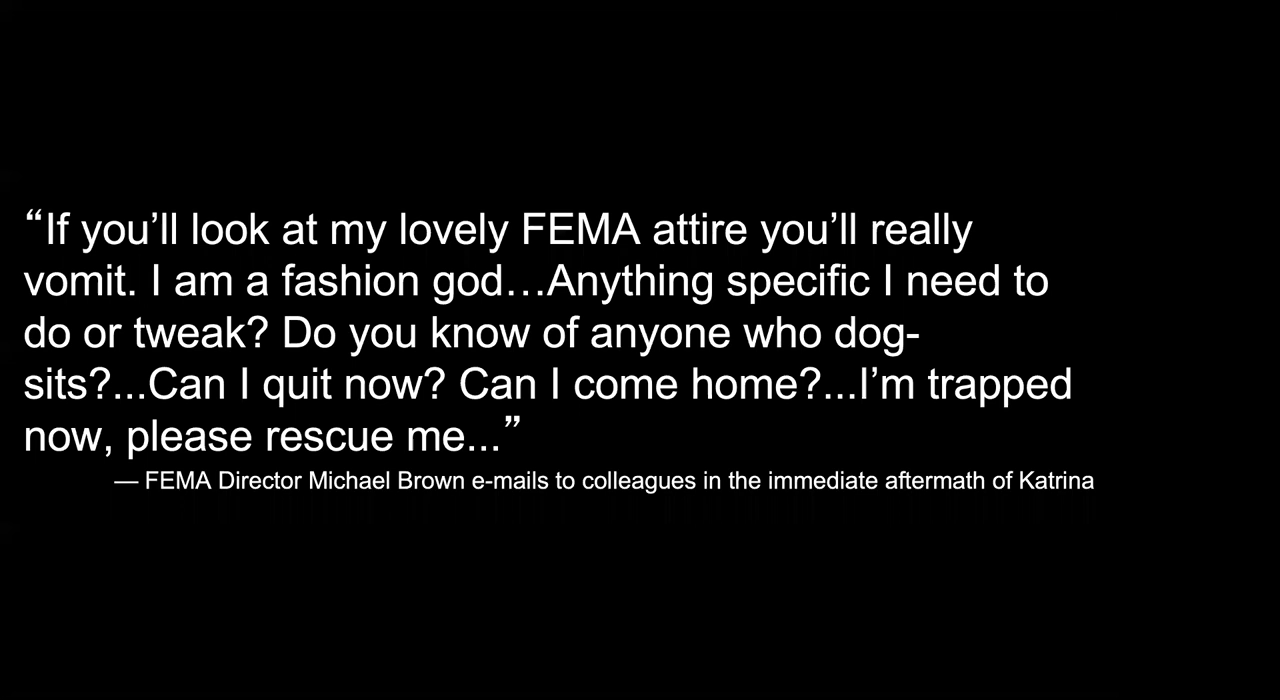 “If you’ll look at my lovely FEMA attire you’ll really
vomit. I am a fashion god…Anything specific I need to
do or tweak? Do you know of anyone who dog-
sits?...Can I quit now? Can I come home?...I’m trapped
now, please rescue me...”
— FEMA Director Michael Brown e-mails to colleagues in the immediate aftermath of Katrina